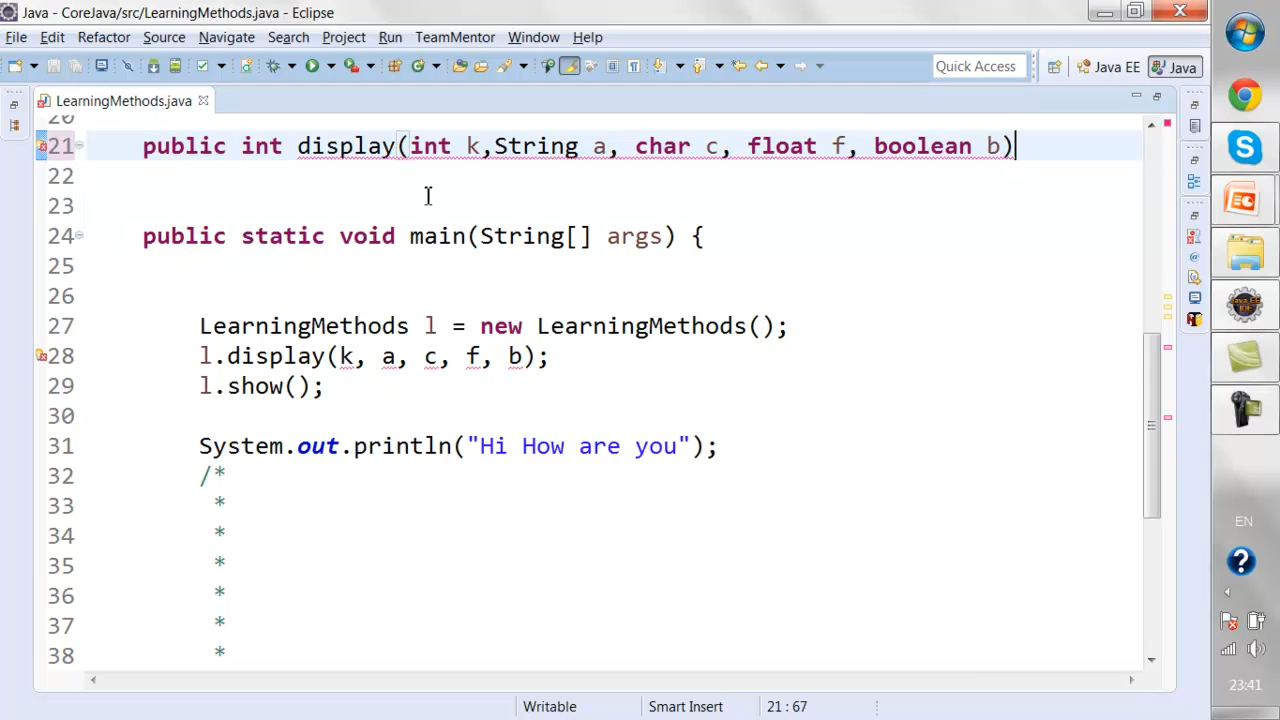 Java - CoreJava/src/LearningMethods.java - Eclipse
File Edit Refactor Source Navigate Search Project Run TeamMentor Window Help
Quick Access Java EE Java
LearningMethods.java
20
21 public int display(int k,String a, char c, float f, boolean b)
22
23
24 public static void main(String[] args) {
25
26
27 LearningMethods l = new LearningMethods();
28 l.display(k, a, c, f, b);
29 l.show();
30
31 System.out.println("Hi How are you");
32 /*
33 *
34 *
35 *
36 *
37 *
38 *
Writable Smart Insert 21 : 67
EN
23:41